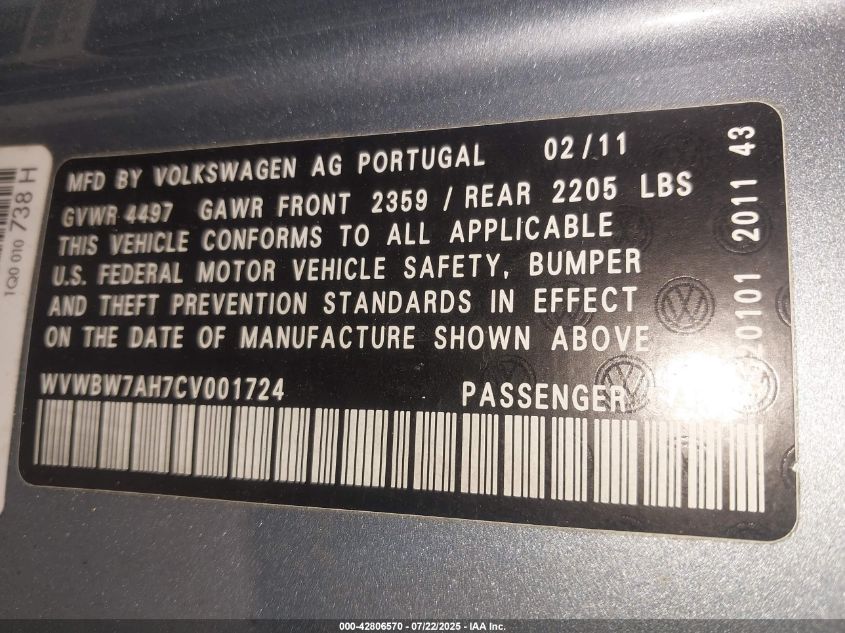 MFD BY VOLKSWAGEN AG PORTUGAL 02/11
GVWR 4497 GAWR FRONT 2359 / REAR 2205 LBS
THIS VEHICLE CONFORMS TO ALL APPLICABLE
U.S. FEDERAL MOTOR VEHICLE SAFETY, BUMPER
AND THEFT PREVENTION STANDARDS IN EFFECT
ON THE DATE OF MANUFACTURE SHOWN ABOVE
WVWBW7AH7CV001724 PASSENGER
0101 2011 43
1Q0 010 738 H
000-42806570 - 07/22/2025 - IAA Inc.